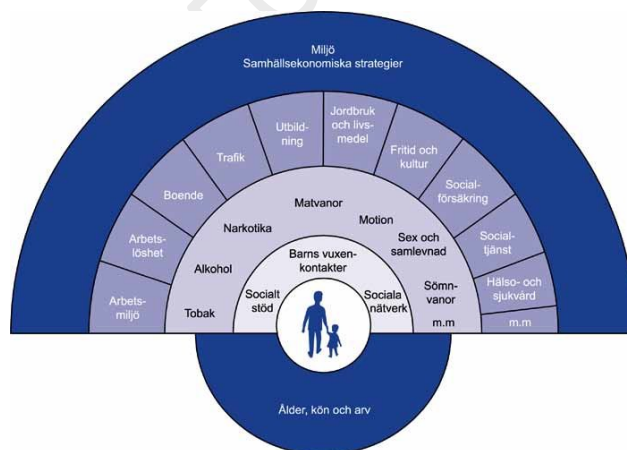 Miljö
Samhällsekonomiska strategier
Arbets-
miljö
Arbets-
löshet
Boende
Trafik
Utbild-
ning
Jordbruk
och livs-
medel
Fritid och
kultur
Social-
försäkring
Social-
tjänst
Hälso- och
sjukvård
m.m
Tobak
Alkohol
Narkotika
Matvanor
Motion
Sex och
samlevnad
Sömn-
vanor
m.m
Socialt
stöd
Barns vuxen-
kontakter
Sociala
nätverk
Ålder, kön och arv